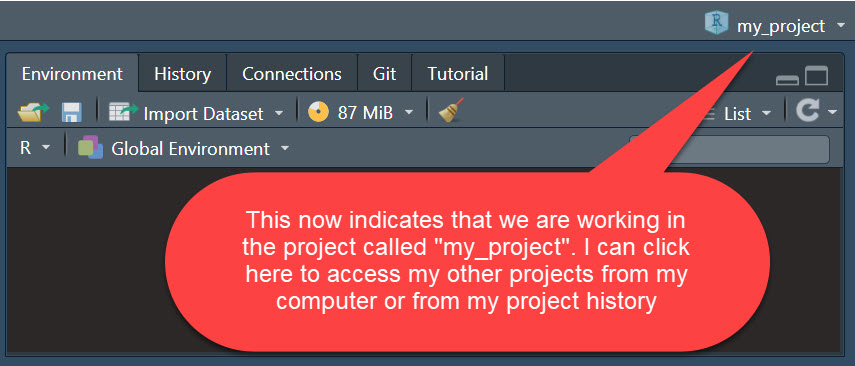 my_project
Environment History Connections Git Tutorial
Import Dataset 87 MiB List
R Global Environment
This now indicates that we are working in
the project called "my_project". I can click
here to access my other projects from my
computer or from my project history